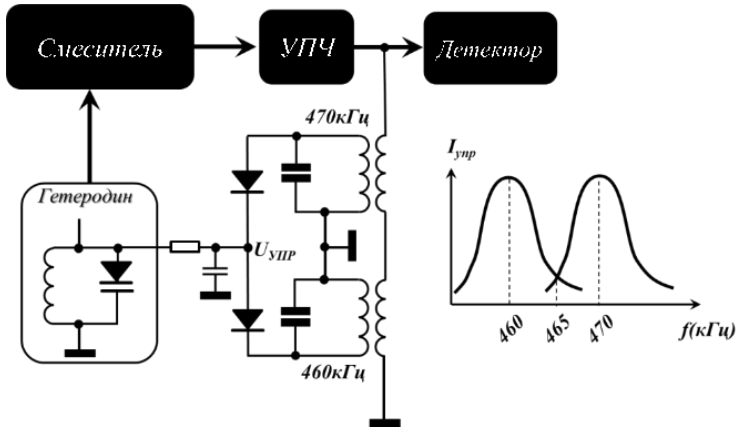 Смеситель
УПЧ
Детектор
470кГц
Гетеродин
UУПР
460кГц
Iупр
460
465
470
f(кГц)